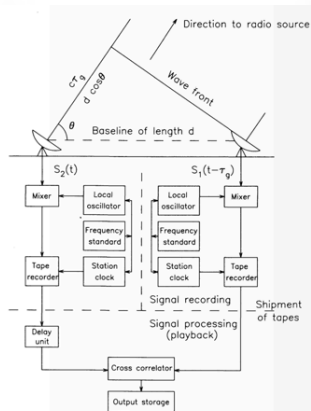 Direction to radio source
cτg
d cosθ
Wave front
θ
Baseline of length d
S₂(t)
S₁(t−τg)
Mixer
Local
oscillator
Local
oscillator
Mixer
Frequency
standard
Frequency
standard
Tape
recorder
Station
clock
Station
clock
Tape
recorder
Signal recording
Shipment
of tapes
Signal processing
(playback)
Delay
unit
Cross correlator
Output storage